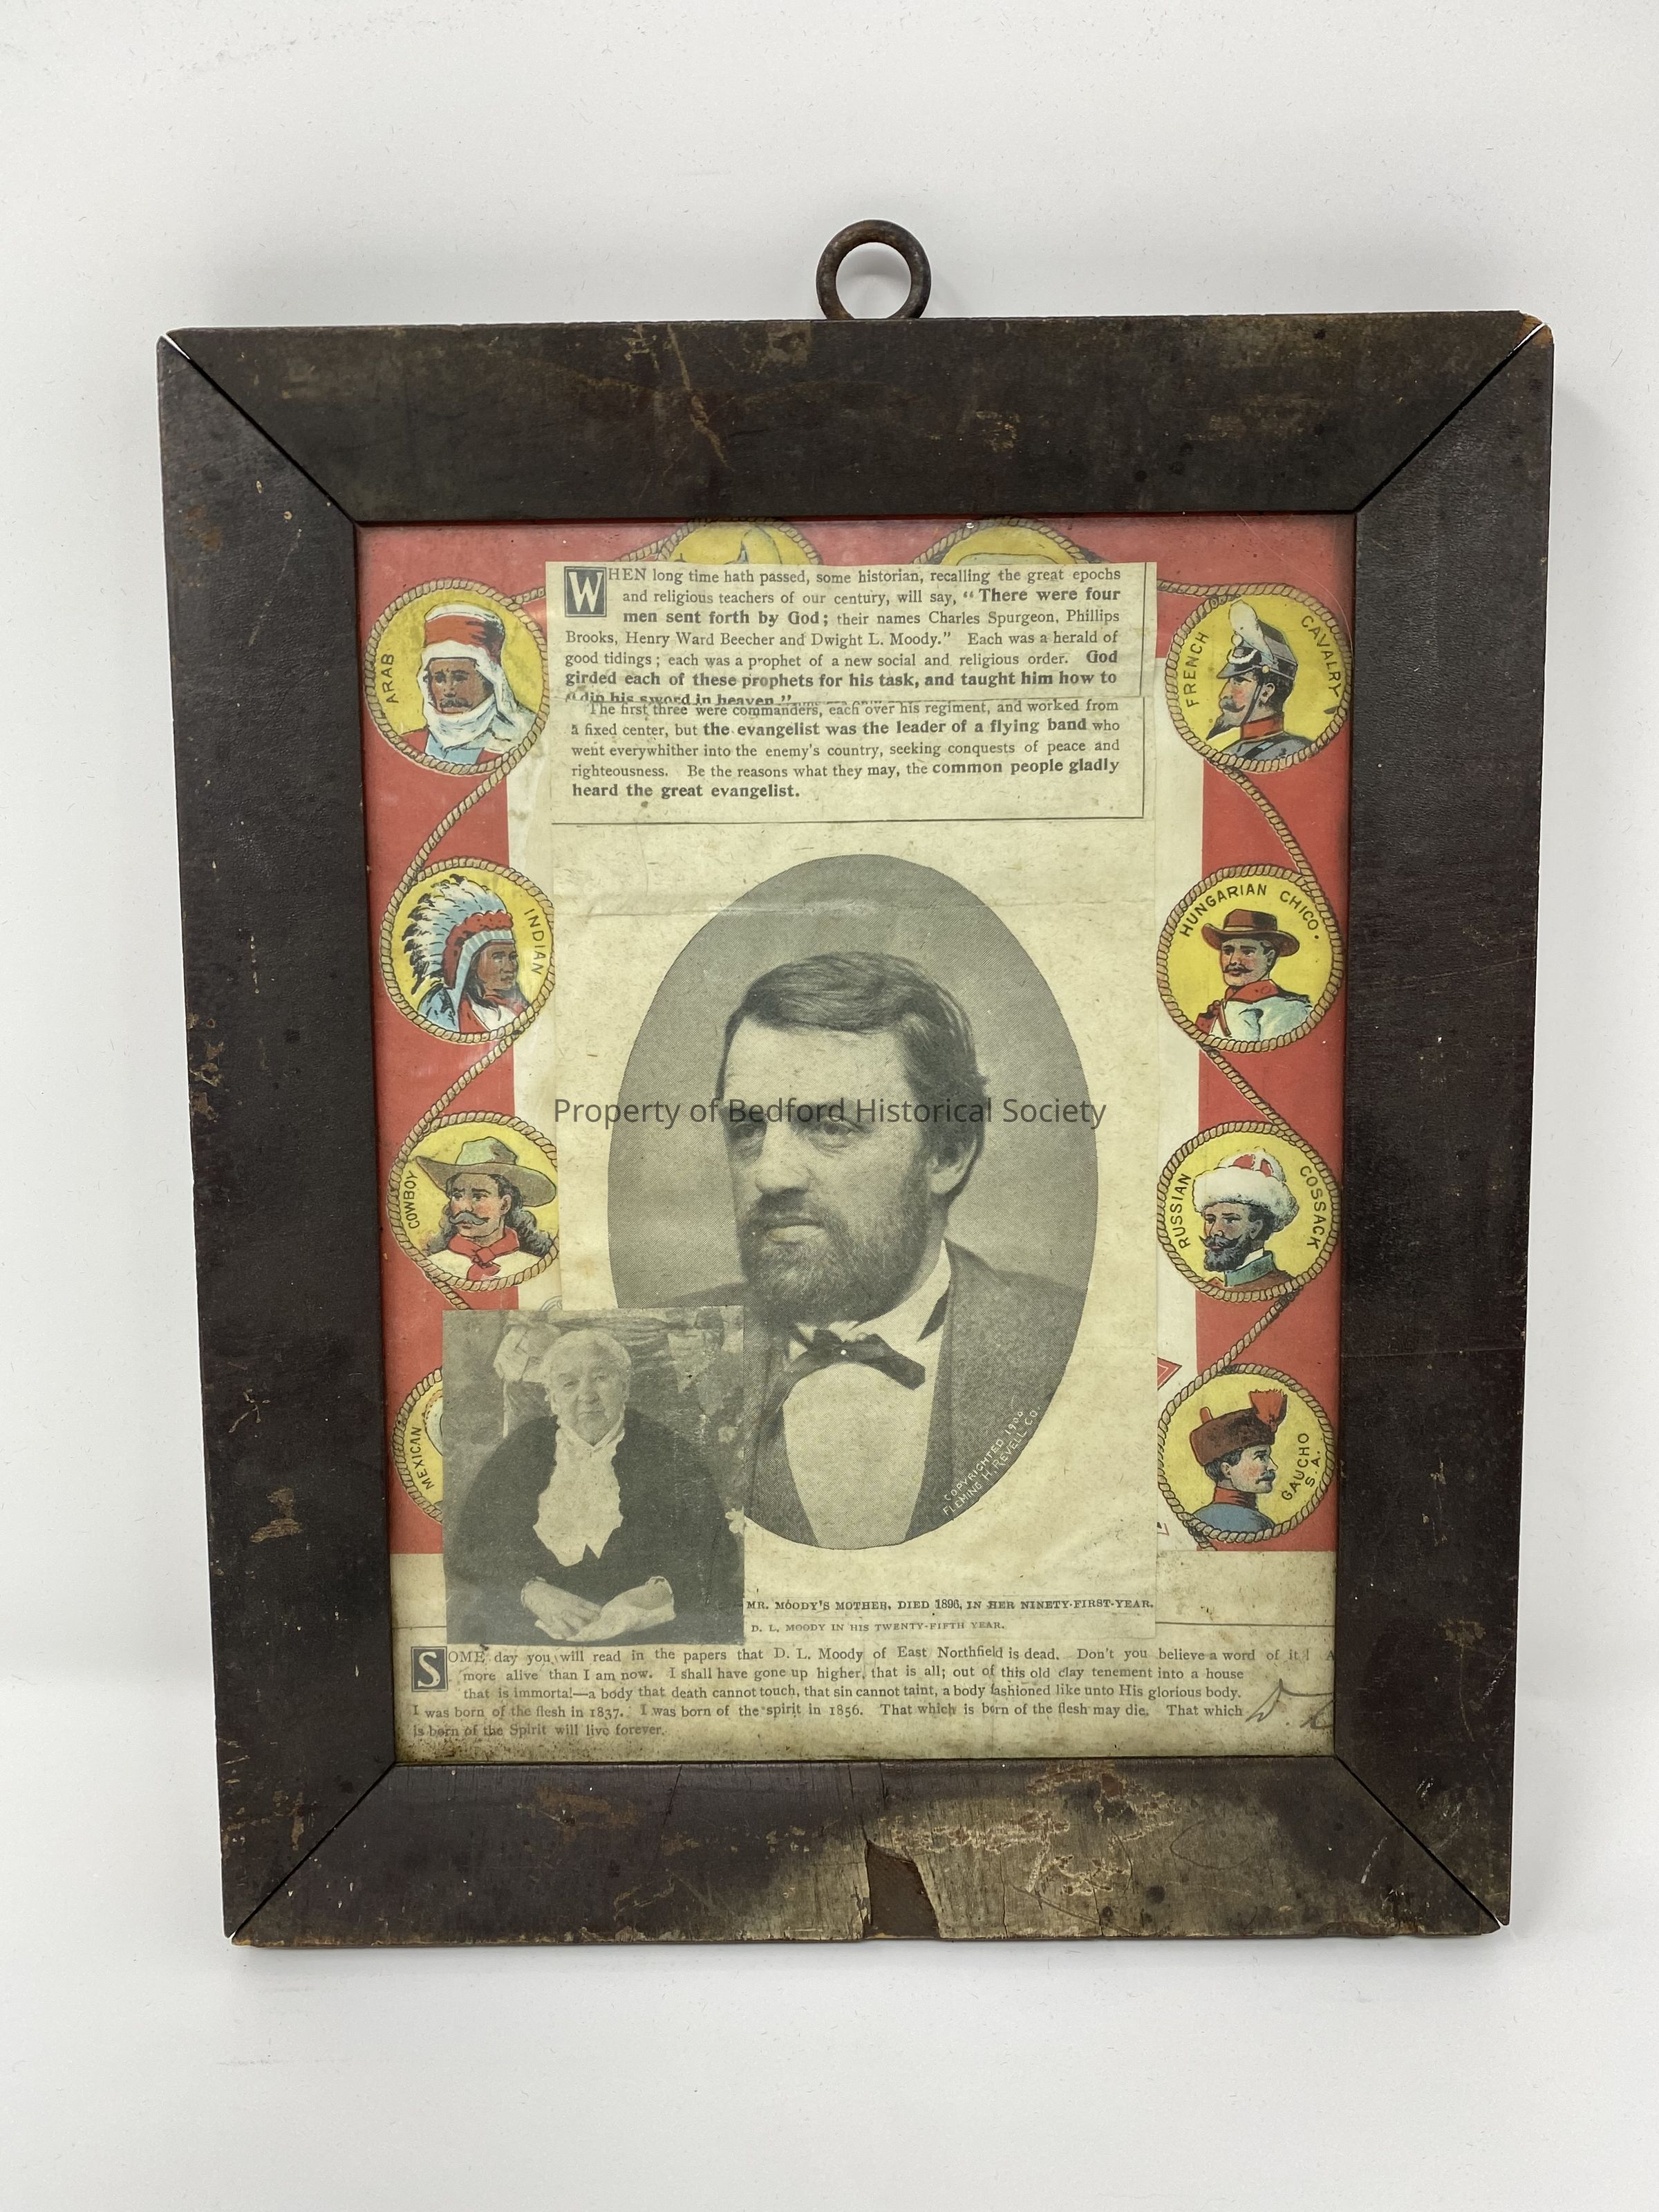 WHEN long time hath passed, some historian, recalling the great epochs
and religious teachers of our century, will say, “There were four
men sent forth by God; their names Charles Spurgeon, Phillips
Brooks, Henry Ward Beecher and Dwight L. Moody.” Each was a herald of
good tidings; each was a prophet of a new social and religious order. God
girded each of these prophets for his task, and taught him how to
‘dip his sword in heaven.’”
The first three were commanders, each over his regiment, and worked from
a fixed center, but the evangelist was the leader of a flying band who
went everywhither into the enemy's country, seeking conquests of peace and
righteousness. Be the reasons what they may, the common people gladly
heard the great evangelist.
ARAB
FRENCH CAVALRY
INDIAN
HUNGARIAN CHICO.
Property of Bedford Historical Society
COWBOY
RUSSIAN COSSACK
MEXICAN
GAUCHO
S.A.
COPYRIGHTED 1900
FLEMING H. REVELL CO.
MR. MOODY'S MOTHER, DIED 1896, IN HER NINETY-FIRST-YEAR.
D. L. MOODY IN HIS TWENTY-FIFTH YEAR.
SOME day you will read in the papers that D. L. Moody of East Northfield is dead. Don't you believe a word of it! A
more alive than I am now. I shall have gone up higher, that is all; out of this old clay tenement into a house
that is immortal—a body that death cannot touch, that sin cannot taint, a body fashioned like unto His glorious body.
I was born of the flesh in 1837. I was born of the spirit in 1856. That which is born of the flesh may die. That which
is born of the Spirit will live forever.
D. L